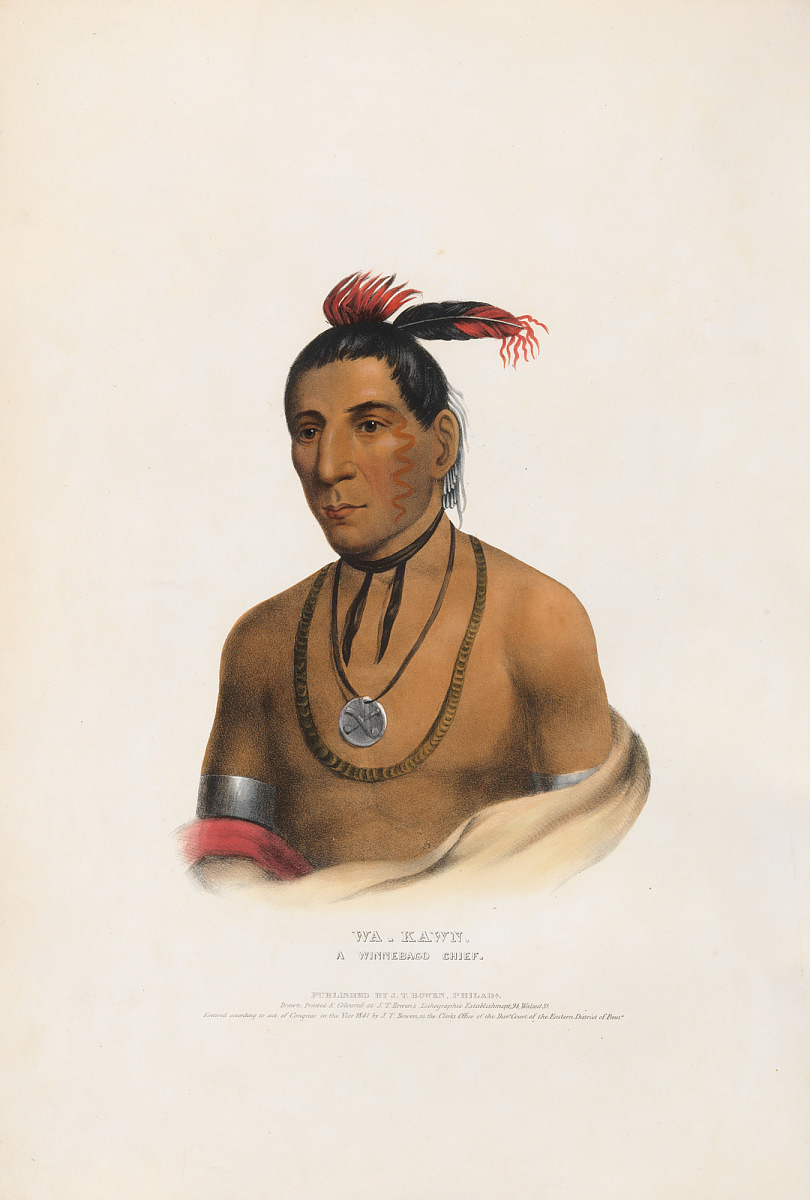 WA. KAWN.
A WINNEBAGO CHIEF.
PUBLISHED BY J. T. BOWEN, PHILADA.
Drawn, Printed & Coloured at J. T. Bowen's Lithographic Establishment, 94 Walnut St.
Entered according to act of Congress in the Year 1841 by J. T. Bowen, in the Clerks Office of the Dist. Court of the Eastern District of Penna.